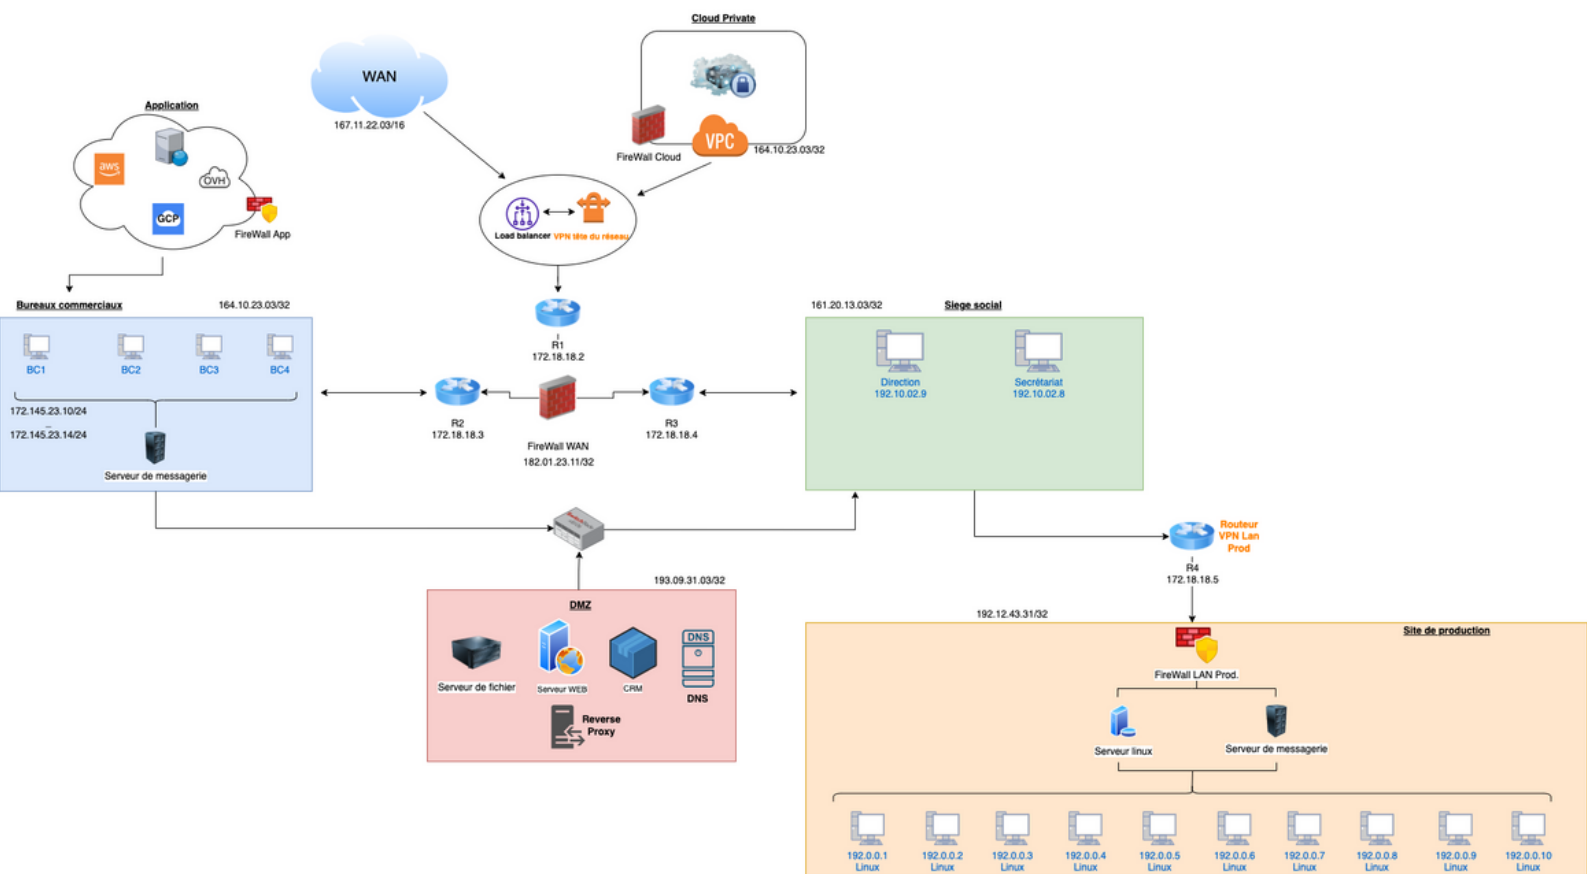 Cloud Private
WAN
167.11.22.03/16
FireWall Cloud
VPC
164.10.23.03/32
Application
aws
OVH
GCP
FireWall App
Load balancer
VPN tête du réseau
Bureaux commerciaux
164.10.23.03/32
BC1
BC2
BC3
BC4
172.145.23.10/24
_
172.145.23.14/24
Serveur de messagerie
R1
172.18.18.2
R2
172.18.18.3
FireWall WAN
182.01.23.11/32
R3
172.18.18.4
161.20.13.03/32
Siege social
Direction
192.10.02.9
Secrétariat
192.10.02.8
Routeur
VPN Lan
Prod
R4
172.18.18.5
193.09.31.03/32
DMZ
Serveur de fichier
Serveur WEB
CRM
DNS
DNS
Reverse
Proxy
192.12.43.31/32
Site de production
FireWall LAN Prod.
Serveur linux
Serveur de messagerie
192.0.0.1
Linux
192.0.0.2
Linux
192.0.0.3
Linux
192.0.0.4
Linux
192.0.0.5
Linux
192.0.0.6
Linux
192.0.0.7
Linux
192.0.0.8
Linux
192.0.0.9
Linux
192.0.0.10
Linux